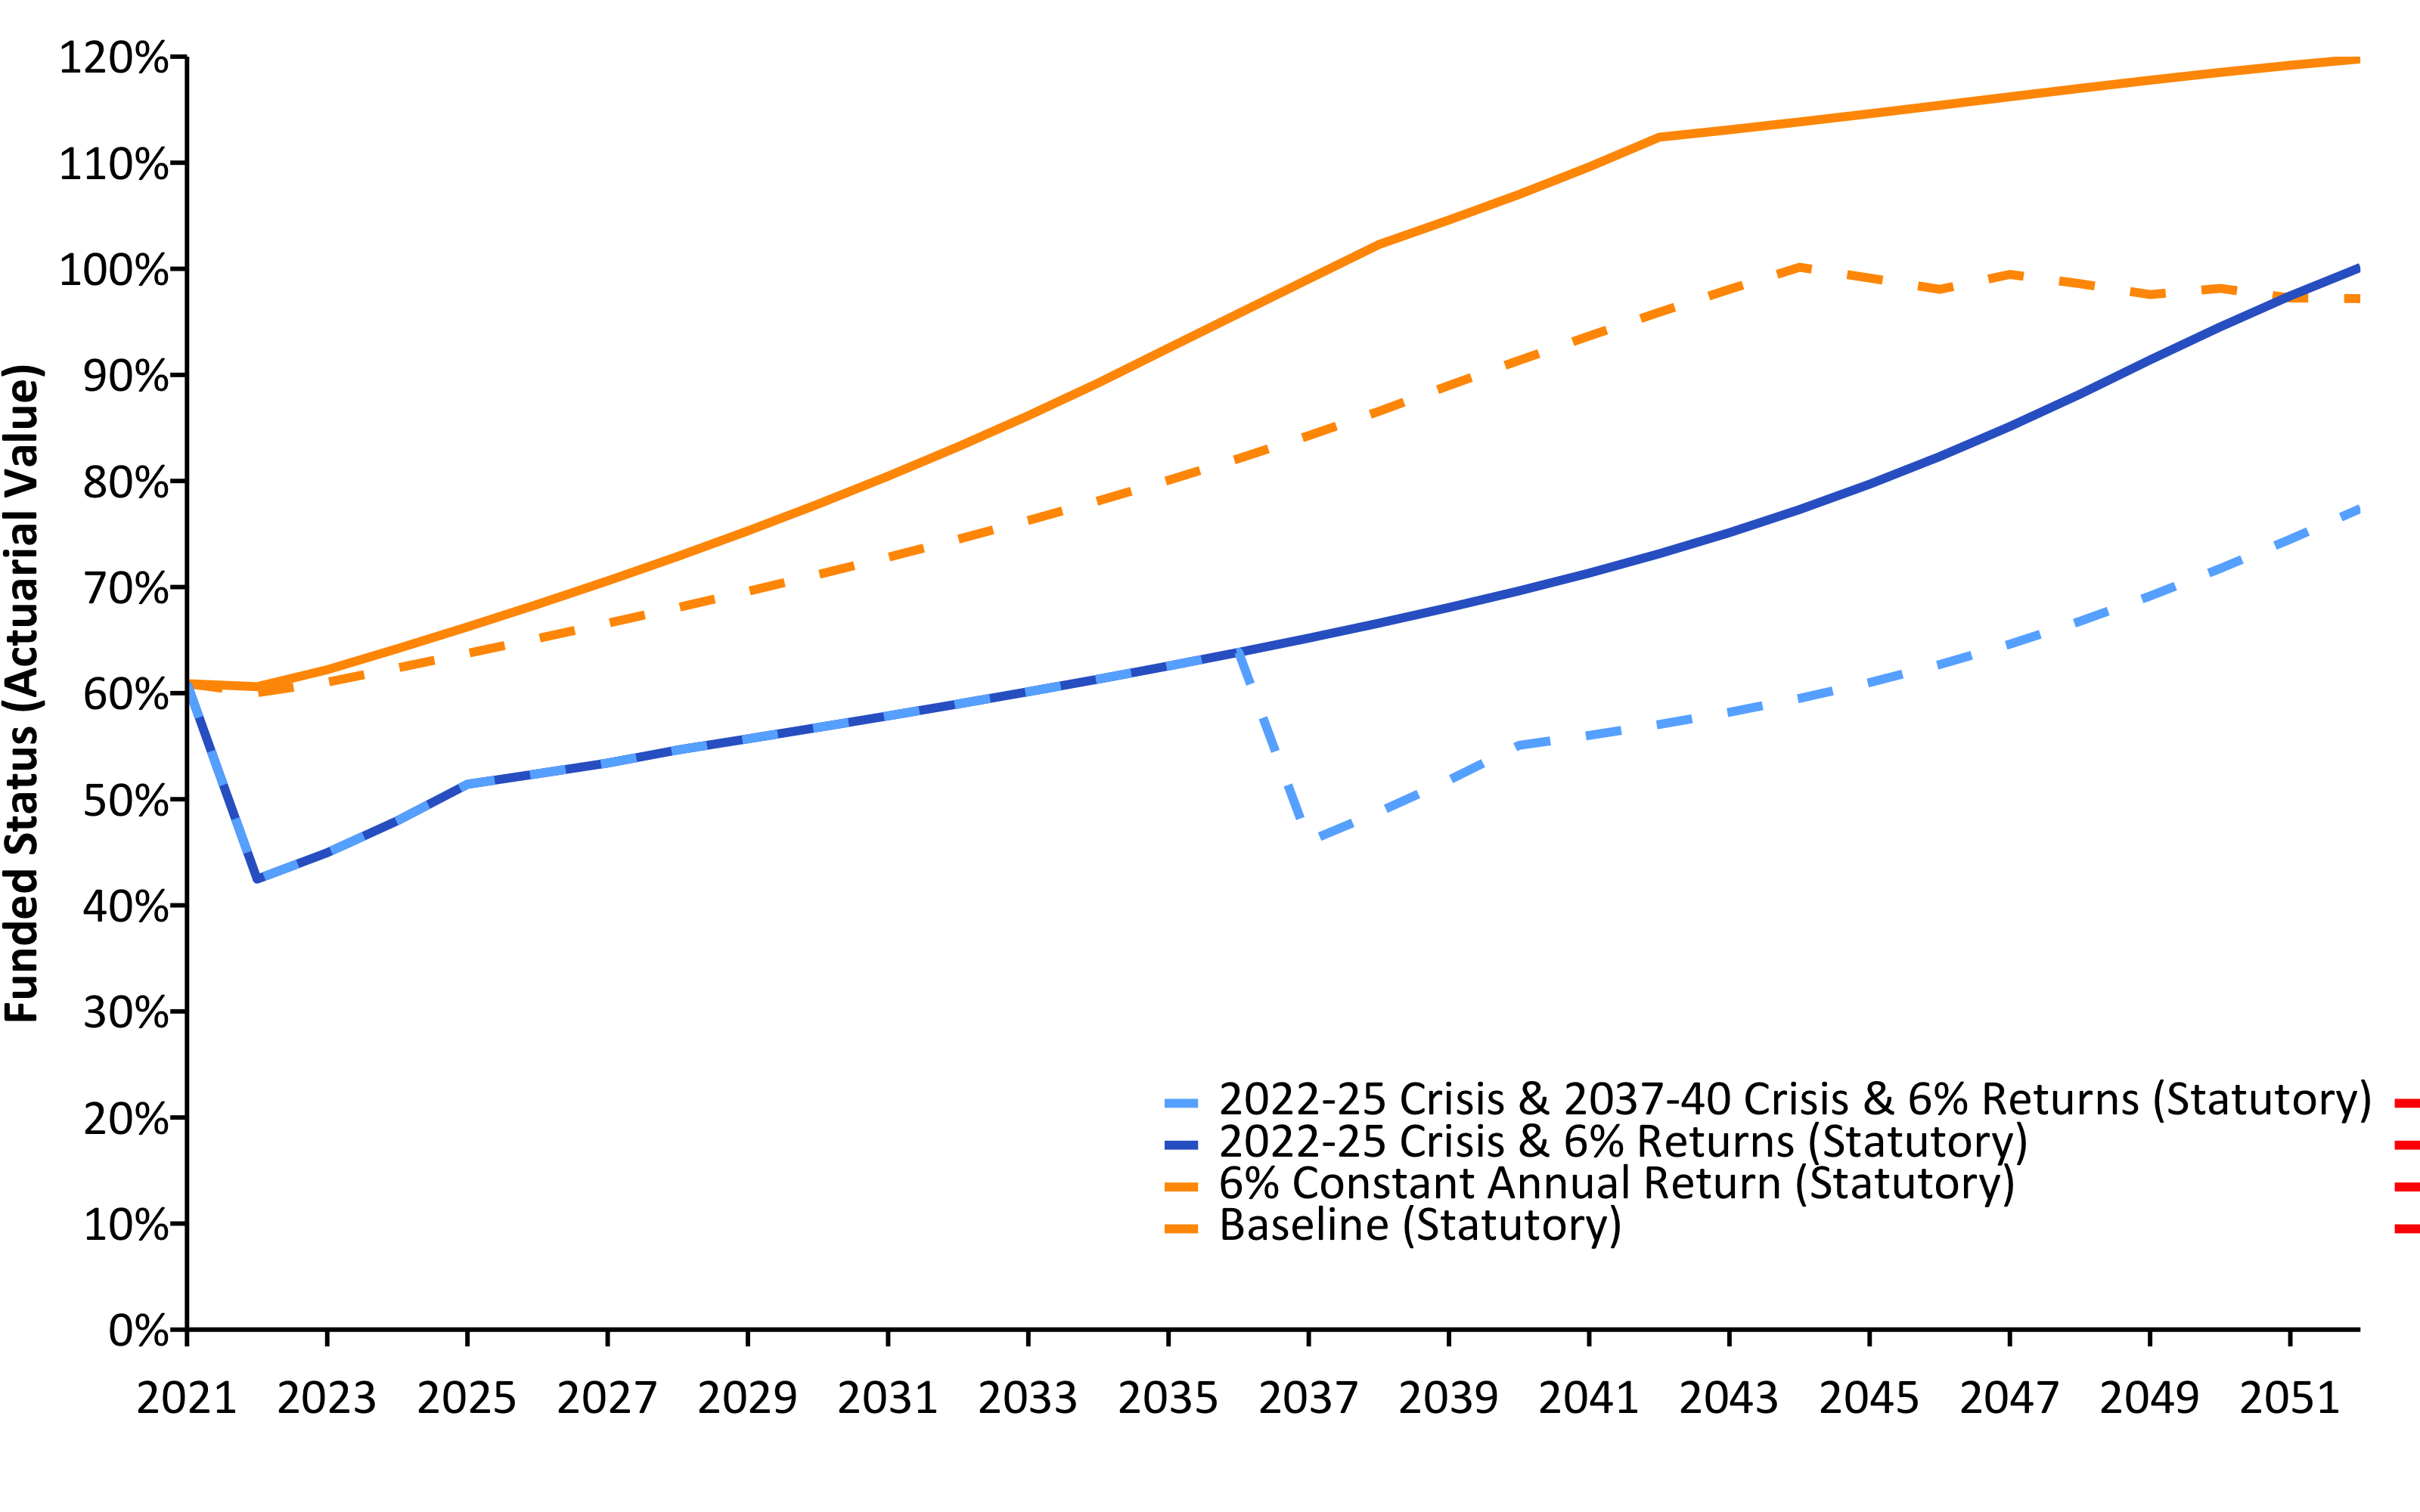 Funded Status (Actuarial Value)
120%
110%
100%
90%
80%
70%
60%
50%
40%
30%
20%
10%
0%
2022-25 Crisis & 2037-40 Crisis & 6% Returns (Statutory)
2022-25 Crisis & 6% Returns (Statutory)
6% Constant Annual Return (Statutory)
Baseline (Statutory)
2021 2023 2025 2027 2029 2031 2033 2035 2037 2039 2041 2043 2045 2047 2049 2051